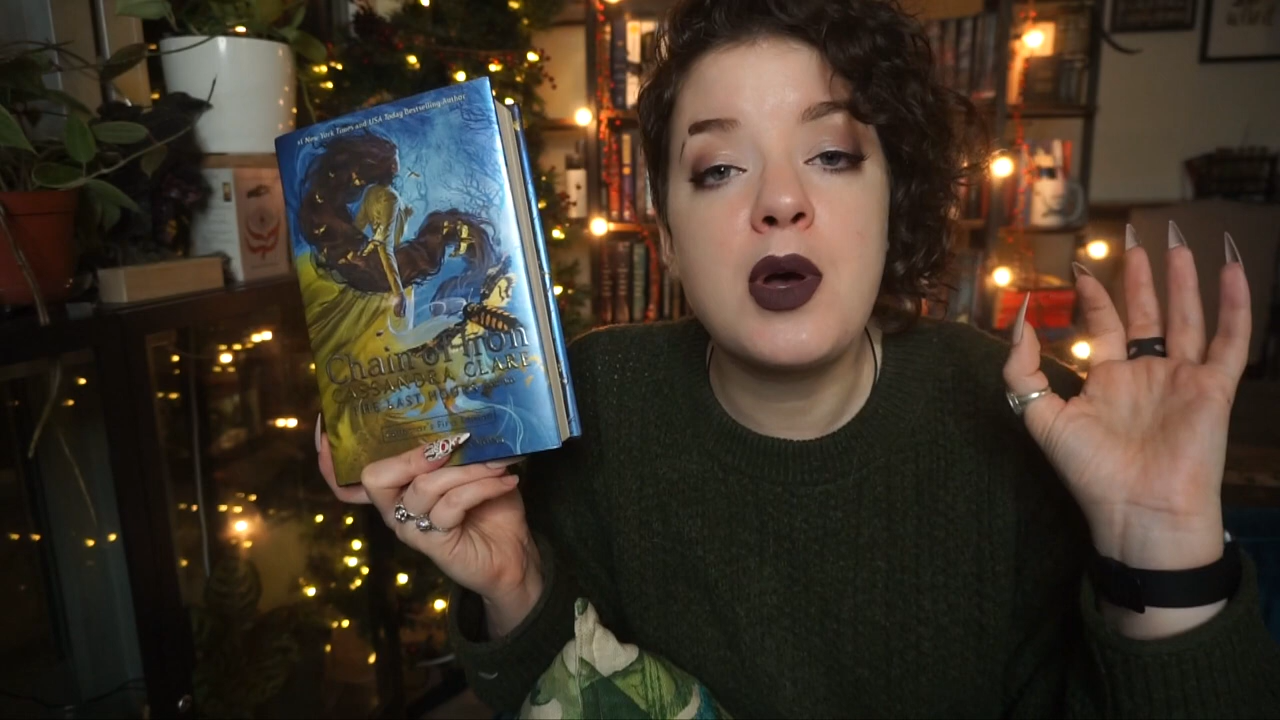 #1 New York Times and USA Today Bestselling Author
Chain of Iron
CASSANDRA CLARE
THE LAST HOURS